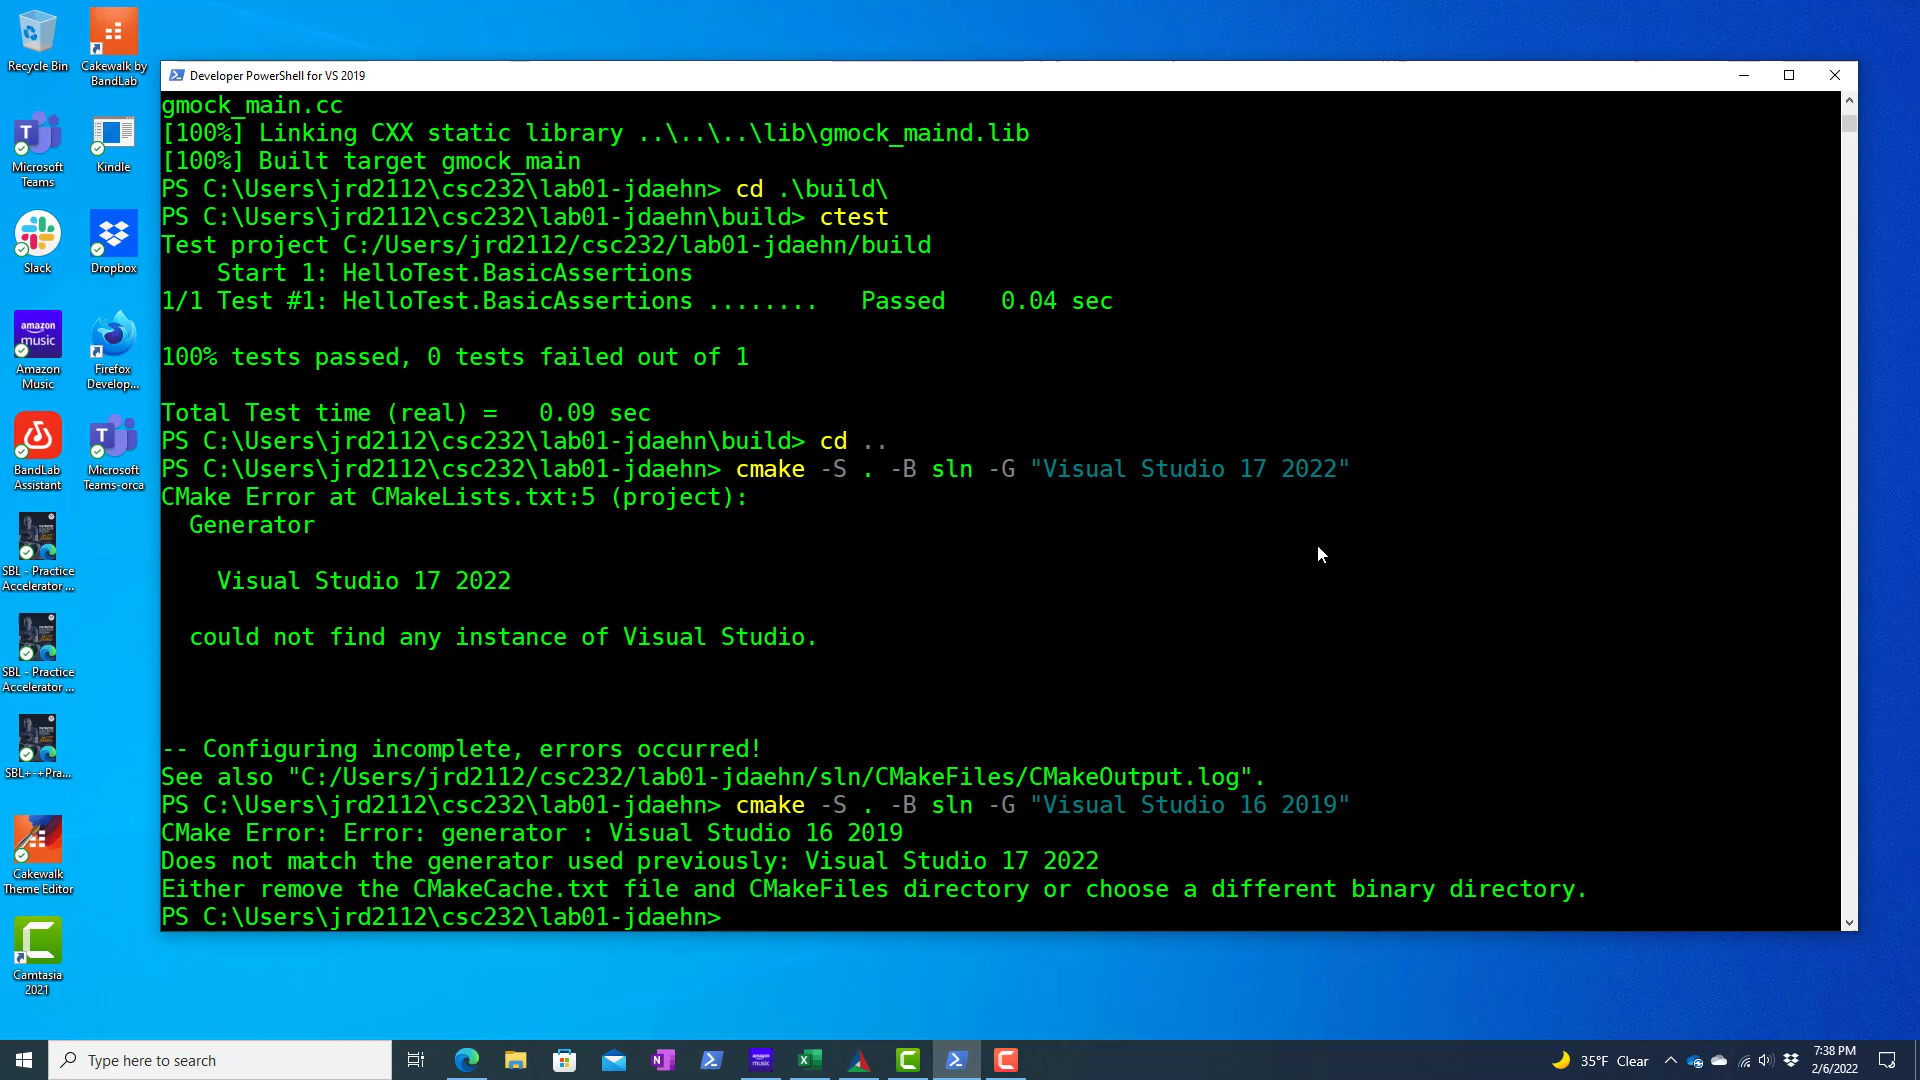 Recycle Bin
Cakewalk by
BandLab
Microsoft
Teams
Kindle
Slack
Dropbox
amazon
music
Amazon
Music
Firefox
Develop...
BandLab
Assistant
Microsoft
Teams-orca
SBL - Practice
Accelerator ...
SBL - Practice
Accelerator ...
SBL+-+Pra...
Cakewalk
Theme Editor
Camtasia
2021
Developer PowerShell for VS 2019
gmock_main.cc
[100%] Linking CXX static library ..\..\..\lib\gmock_maind.lib
[100%] Built target gmock_main
PS C:\Users\jrd2112\csc232\lab01-jdaehn> cd .\build\
PS C:\Users\jrd2112\csc232\lab01-jdaehn\build> ctest
Test project C:/Users/jrd2112/csc232/lab01-jdaehn/build
    Start 1: HelloTest.BasicAssertions
1/1 Test #1: HelloTest.BasicAssertions ........   Passed    0.04 sec
100% tests passed, 0 tests failed out of 1
Total Test time (real) =   0.09 sec
PS C:\Users\jrd2112\csc232\lab01-jdaehn\build> cd ..
PS C:\Users\jrd2112\csc232\lab01-jdaehn> cmake -S . -B sln -G "Visual Studio 17 2022"
CMake Error at CMakeLists.txt:5 (project):
  Generator
    Visual Studio 17 2022
  could not find any instance of Visual Studio.
-- Configuring incomplete, errors occurred!
See also "C:/Users/jrd2112/csc232/lab01-jdaehn/sln/CMakeFiles/CMakeOutput.log".
PS C:\Users\jrd2112\csc232\lab01-jdaehn> cmake -S . -B sln -G "Visual Studio 16 2019"
CMake Error: Error: generator : Visual Studio 16 2019
Does not match the generator used previously: Visual Studio 17 2022
Either remove the CMakeCache.txt file and CMakeFiles directory or choose a different binary directory.
PS C:\Users\jrd2112\csc232\lab01-jdaehn>
Type here to search
35°F Clear
7:38 PM
2/6/2022